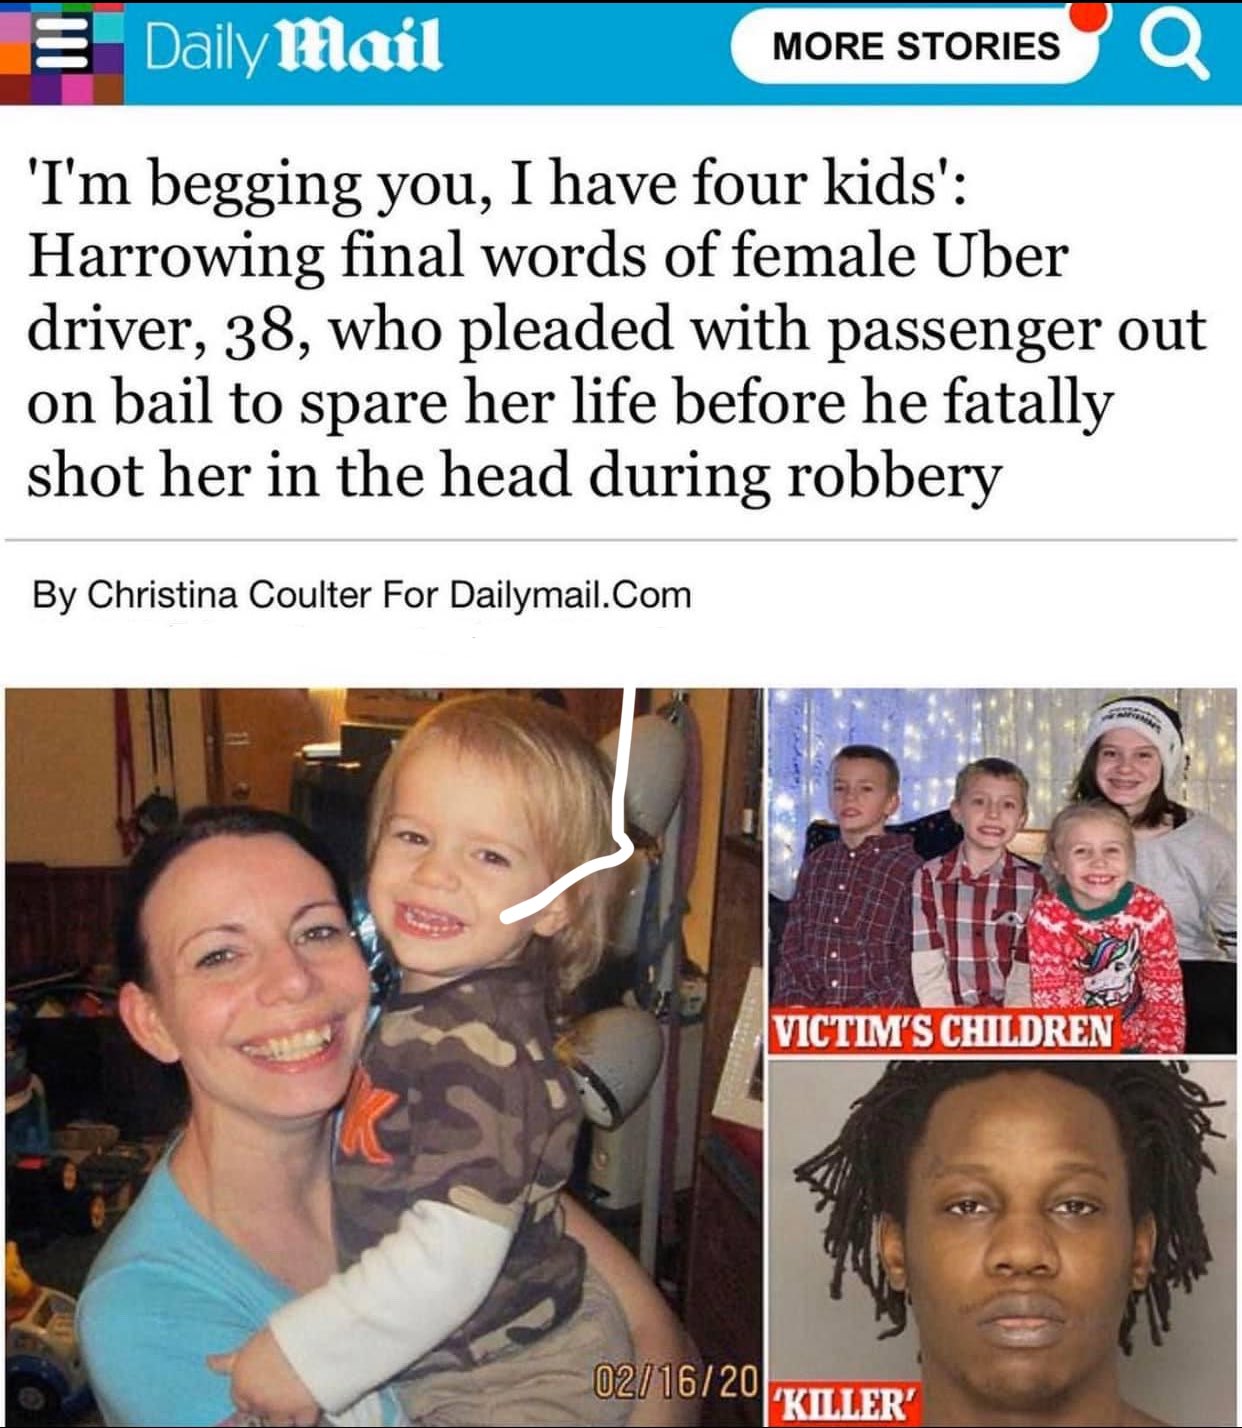 Daily Mail
MORE STORIES
'I'm begging you, I have four kids':
Harrowing final words of female Uber
driver, 38, who pleaded with passenger out
on bail to spare her life before he fatally
shot her in the head during robbery
By Christina Coulter For Dailymail.Com
VICTIM'S CHILDREN
02/16/20
'KILLER'